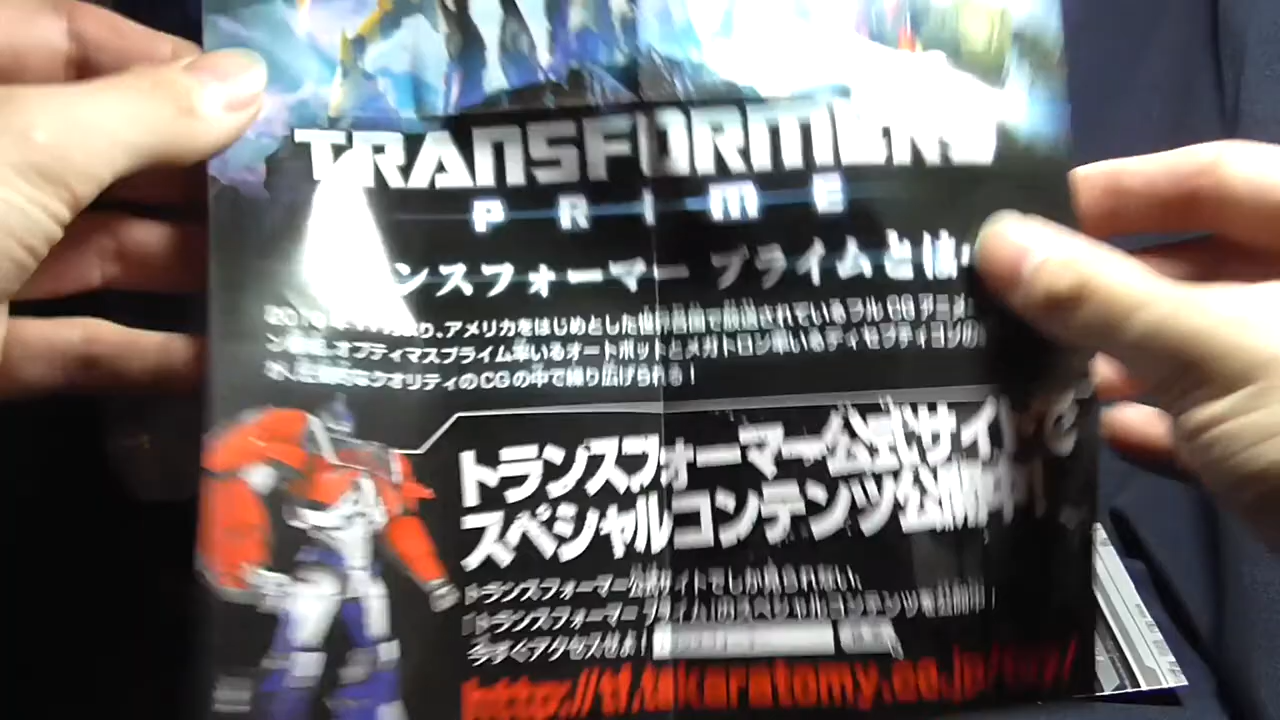 TRANSFORMERS
PRIME
ンスフォーマー プライムとは
り、アメリカをはじめとした世界各国で放送されているフルCGアニメ
オプティマスプライム率いるオートボットとメガトロン率いるディセプティコンの
クオリティのCGの中で繰り広げられる!
トランスフォーマー公式サイト
スペシャルコンテンツ公開中
トランスフォーマー公式サイトでしか見られない、
「トランスフォーマー プライム」のスペシャルコンテンツを公開中!
今すぐアクセスせよ!
http://tf.takaratomy.co.jp/toy/